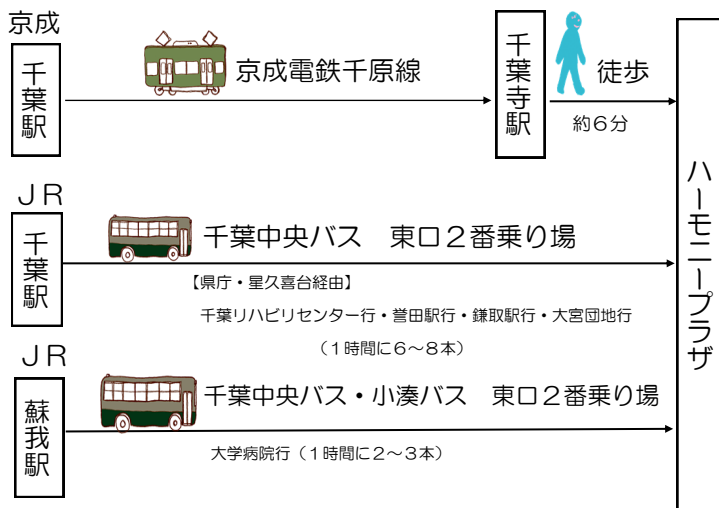 京成
千葉駅
京成電鉄千原線
千葉寺駅
徒歩
約６分
ＪＲ
千葉駅
千葉中央バス　東口２番乗り場
【県庁・星久喜台経由】
千葉リハビリセンター行・誉田駅行・鎌取駅行・大宮団地行
（１時間に６～８本）
ＪＲ
蘇我駅
千葉中央バス・小湊バス　東口２番乗り場
大学病院行（１時間に２～３本）
ハーモニープラザ